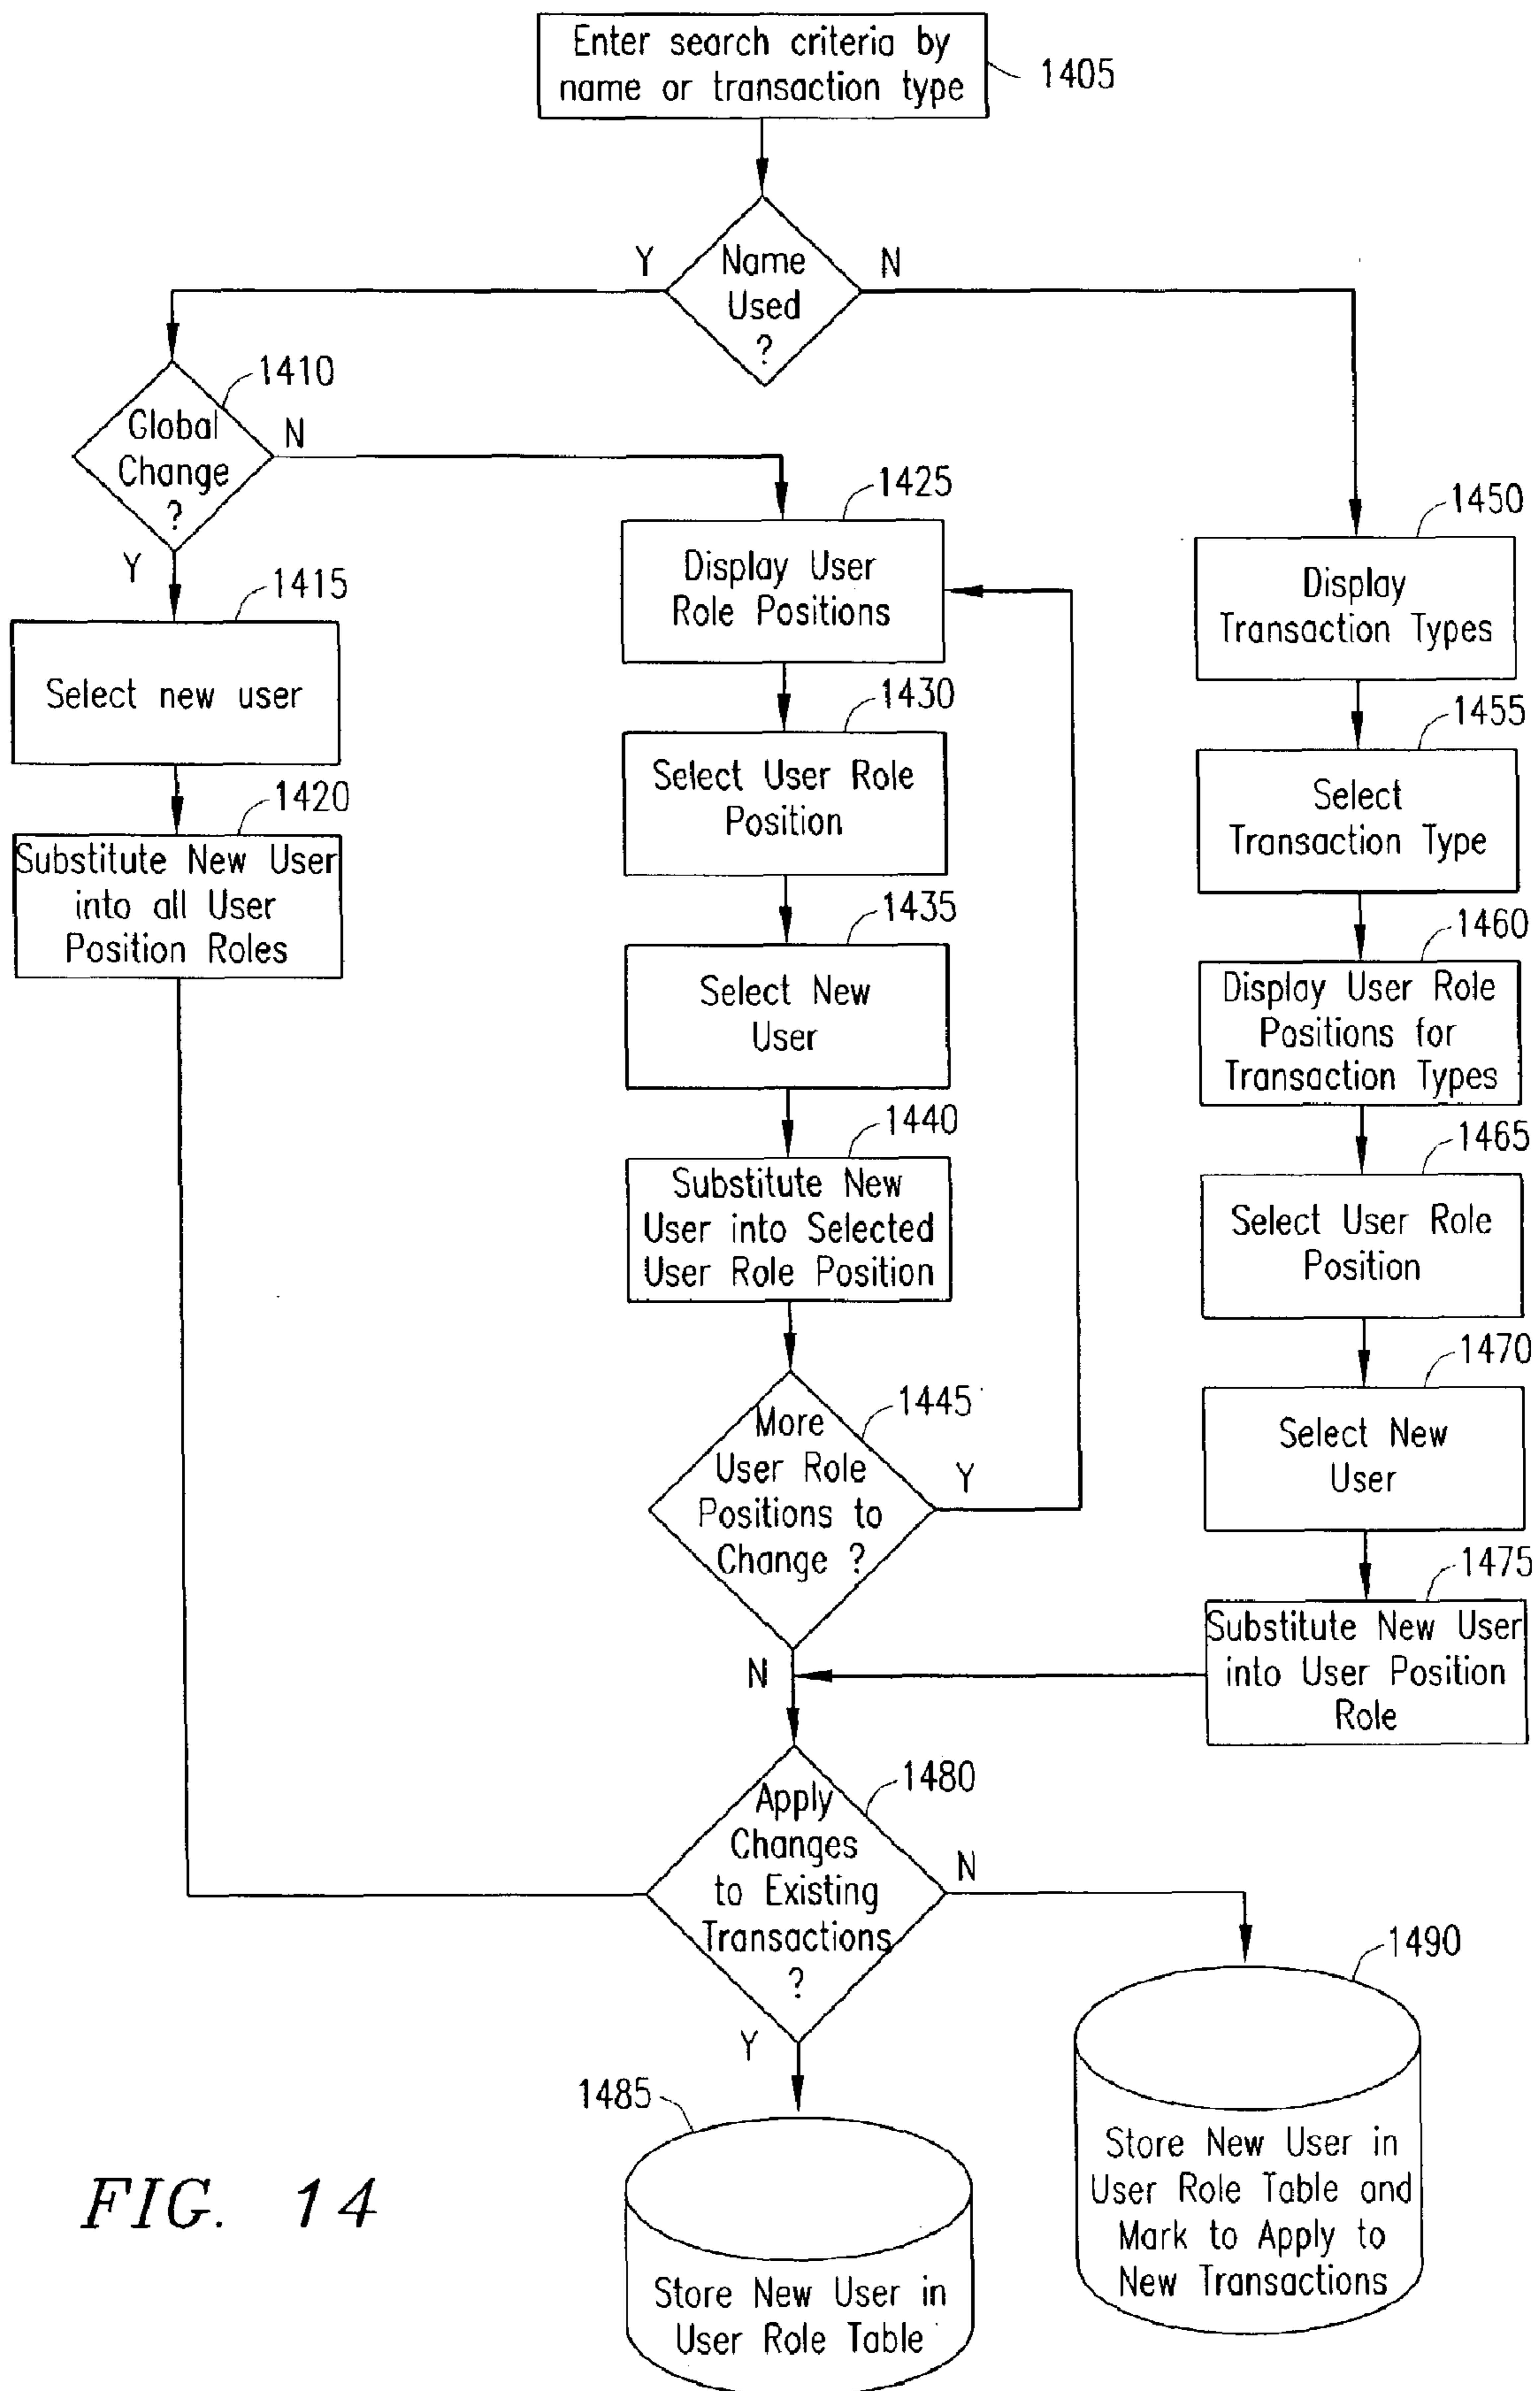 Enter search criteria by
name or transaction type
1405
Name
Used
?
Y
N
1410
Global
Change
?
N
Y
1415
Select new user
1420
Substitute New User
into all User
Position Roles
1425
Display User
Role Positions
1430
Select User Role
Position
1435
Select New
User
1440
Substitute New
User into Selected
User Role Position
1445
More
User Role
Positions to
Change ?
Y
N
1450
Display
Transaction Types
1455
Select
Transaction Type
1460
Display User Role
Positions for
Transaction Types
1465
Select User Role
Position
1470
Select New
User
1475
Substitute New User
into User Position
Role
1480
Apply
Changes
to Existing
Transactions
?
N
Y
1485
Store New User in
User Role Table
1490
Store New User in
User Role Table and
Mark to Apply to
New Transactions
FIG. 14